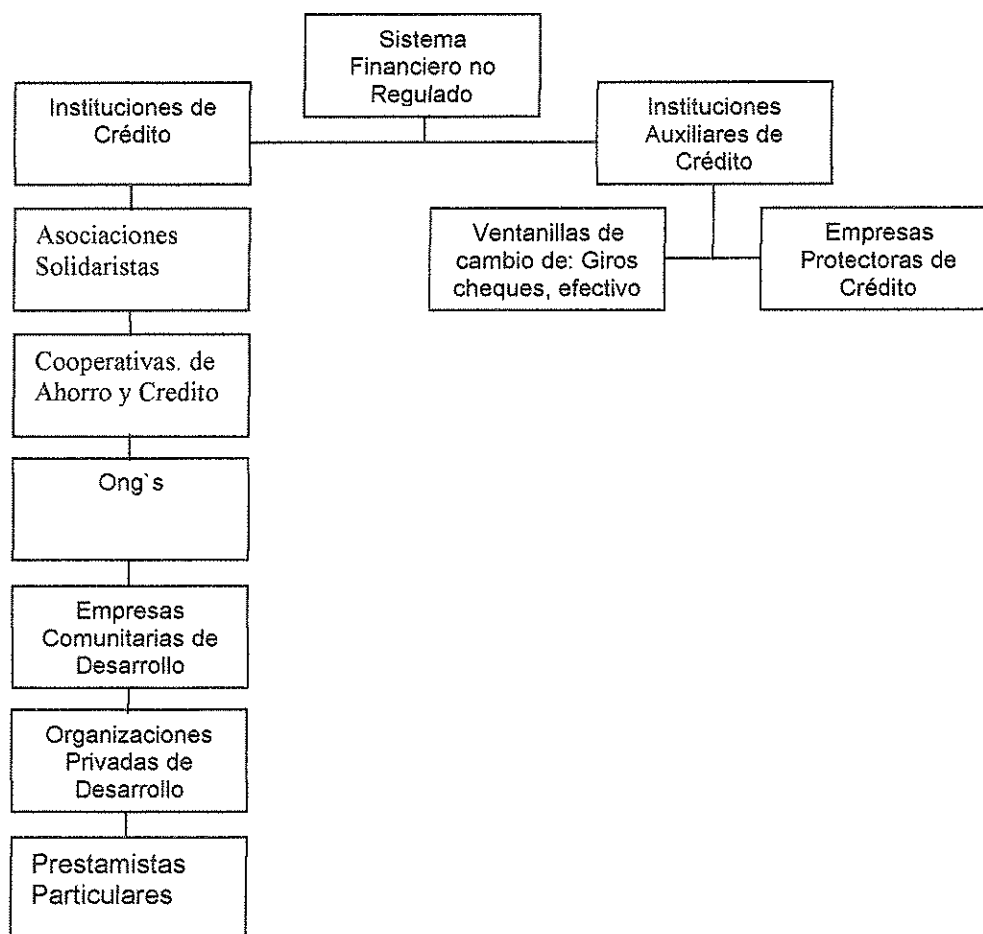 Sistema
Financiero no
Regulado
Instituciones de
Crédito
Instituciones
Auxiliares de
Crédito
Asociaciones
Solidaristas
Ventanillas de
cambio de: Giros
cheques, efectivo
Empresas
Protectoras de
Crédito
Cooperativas. de
Ahorro y Credito
Ong`s
Empresas
Comunitarias de
Desarrollo
Organizaciones
Privadas de
Desarrollo
Prestamistas
Particulares